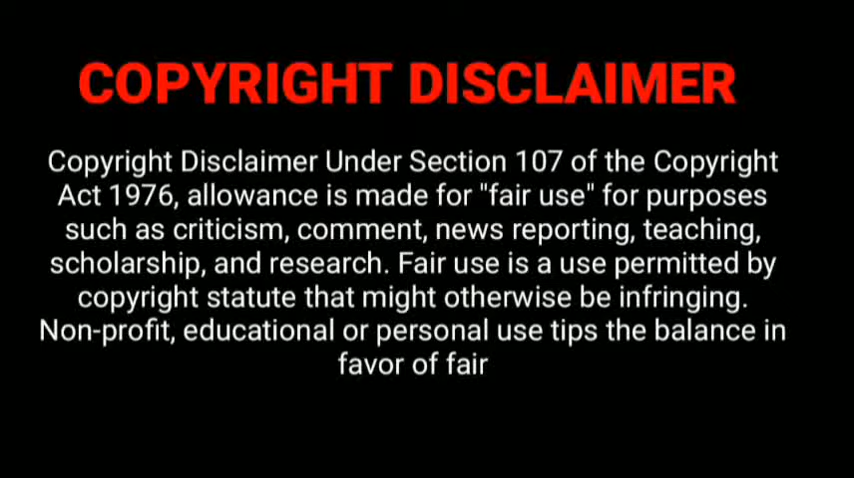 COPYRIGHT DISCLAIMER
Copyright Disclaimer Under Section 107 of the Copyright
Act 1976, allowance is made for "fair use" for purposes
such as criticism, comment, news reporting, teaching,
scholarship, and research. Fair use is a use permitted by
copyright statute that might otherwise be infringing.
Non-profit, educational or personal use tips the balance in
favor of fair